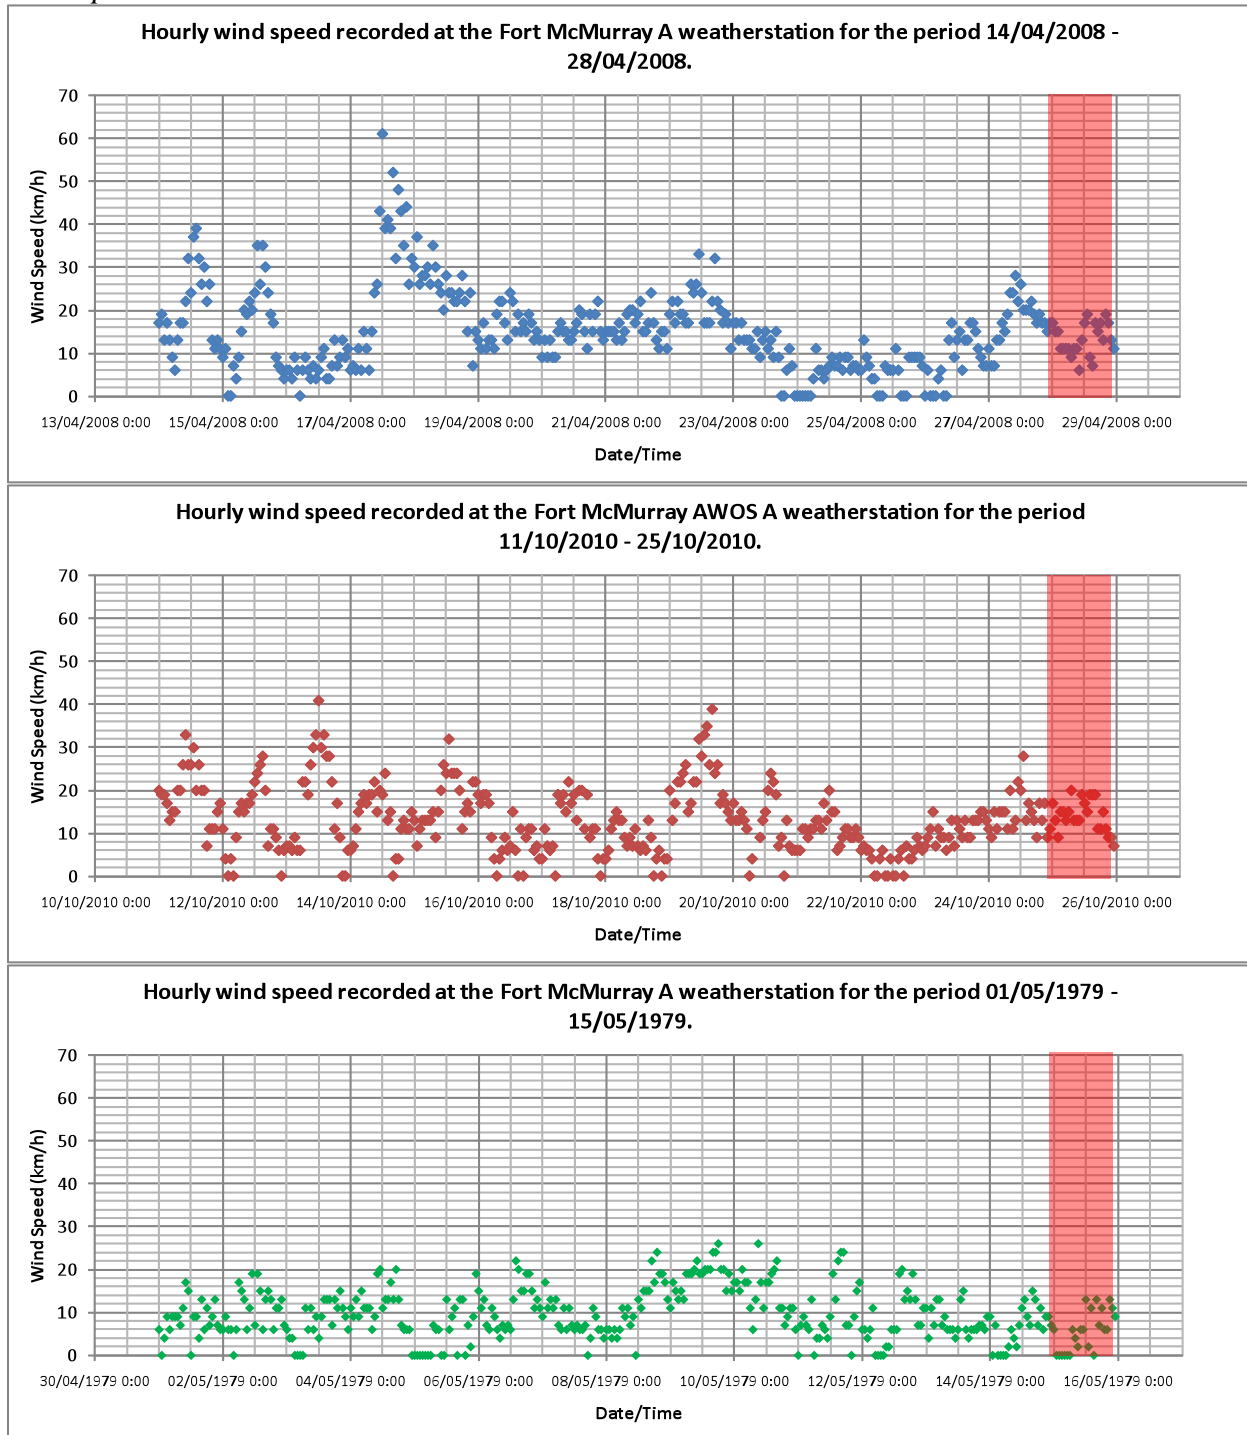 Hourly wind speed recorded at the Fort McMurray A weatherstation for the period 14/04/2008 -
28/04/2008.
70
60
50
40
30
20
10
0
Wind Speed (km/h)
13/04/2008 0:00 15/04/2008 0:00 17/04/2008 0:00 19/04/2008 0:00 21/04/2008 0:00 23/04/2008 0:00 25/04/2008 0:00 27/04/2008 0:00 29/04/2008 0:00
Date/Time
Hourly wind speed recorded at the Fort McMurray AWOS A weatherstation for the period
11/10/2010 - 25/10/2010.
70
60
50
40
30
20
10
0
Wind Speed (km/h)
10/10/2010 0:00 12/10/2010 0:00 14/10/2010 0:00 16/10/2010 0:00 18/10/2010 0:00 20/10/2010 0:00 22/10/2010 0:00 24/10/2010 0:00 26/10/2010 0:00
Date/Time
Hourly wind speed recorded at the Fort McMurray A weatherstation for the period 01/05/1979 -
15/05/1979.
70
60
50
40
30
20
10
0
Wind Speed (km/h)
30/04/1979 0:00 02/05/1979 0:00 04/05/1979 0:00 06/05/1979 0:00 08/05/1979 0:00 10/05/1979 0:00 12/05/1979 0:00 14/05/1979 0:00 16/05/1979 0:00
Date/Time